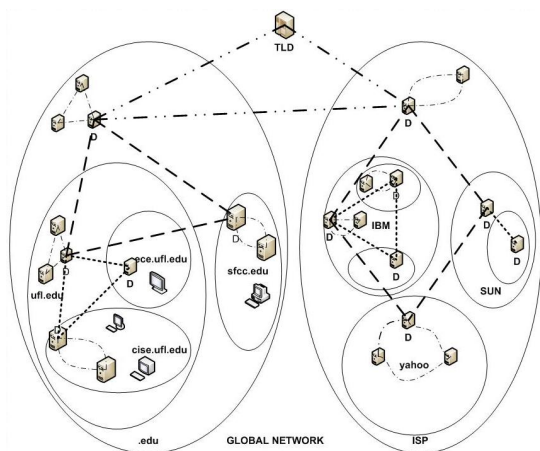 TLD
D
D
D
IBM
D
D
D
ece.ufl.edu
D
D
D
ufl.edu
sfcc.edu
D
D
SUN
D
cise.ufl.edu
yahoo
.edu
GLOBAL NETWORK
ISP